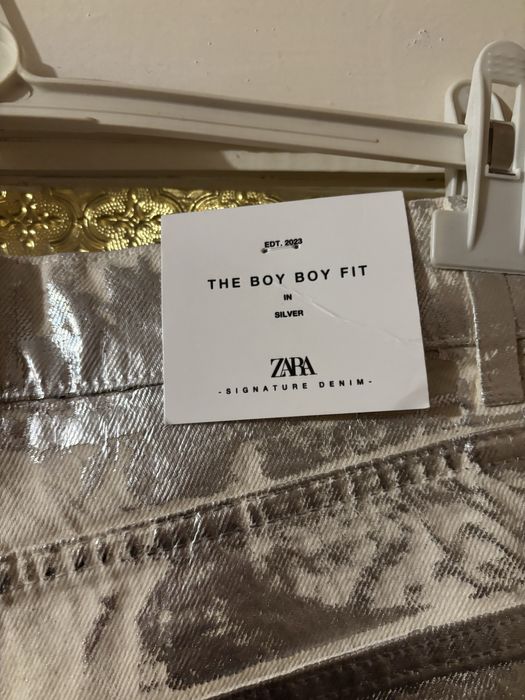 EDT. 2023
THE BOY BOY FIT
IN
SILVER
ZARA
-SIGNATURE DENIM-